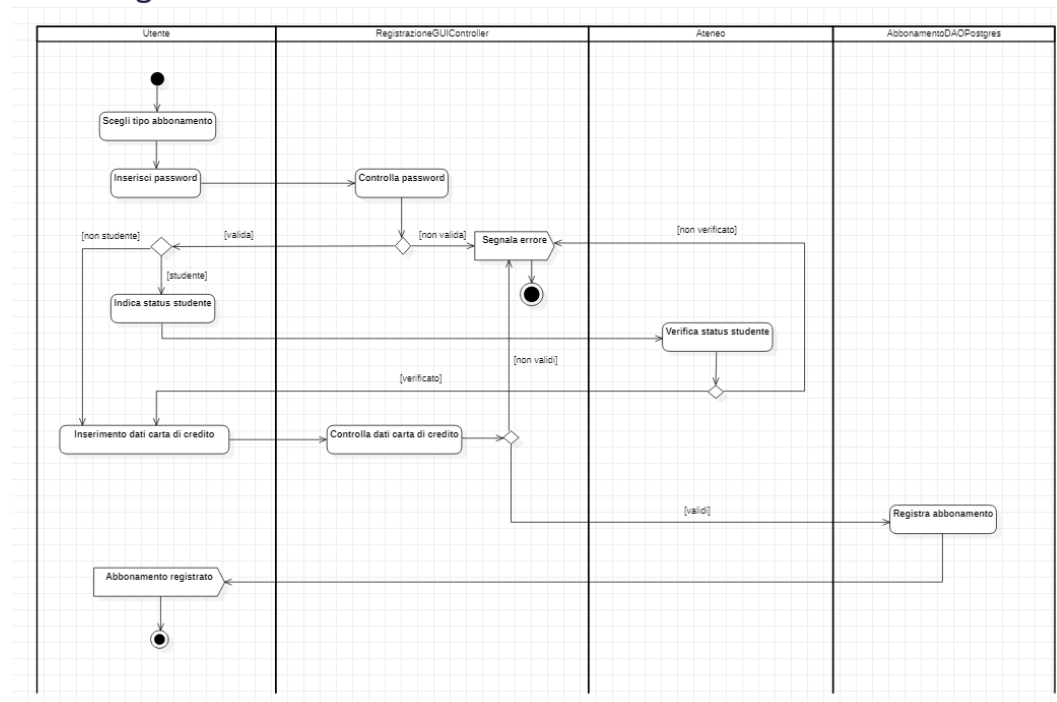 Utente
RegistrazioneGUIController
Ateneo
AbbonamentoDAOPostgres
Scegli tipo abbonamento
Inserisci password
Controlla password
[non studente]
[valida]
[non valida]
Segnala errore
[non verificato]
[studente]
Indica status studente
Verifica status studente
[non validi]
[verificato]
Inserimento dati carta di credito
Controlla dati carta di credito
[validi]
Registra abbonamento
Abbonamento registrato